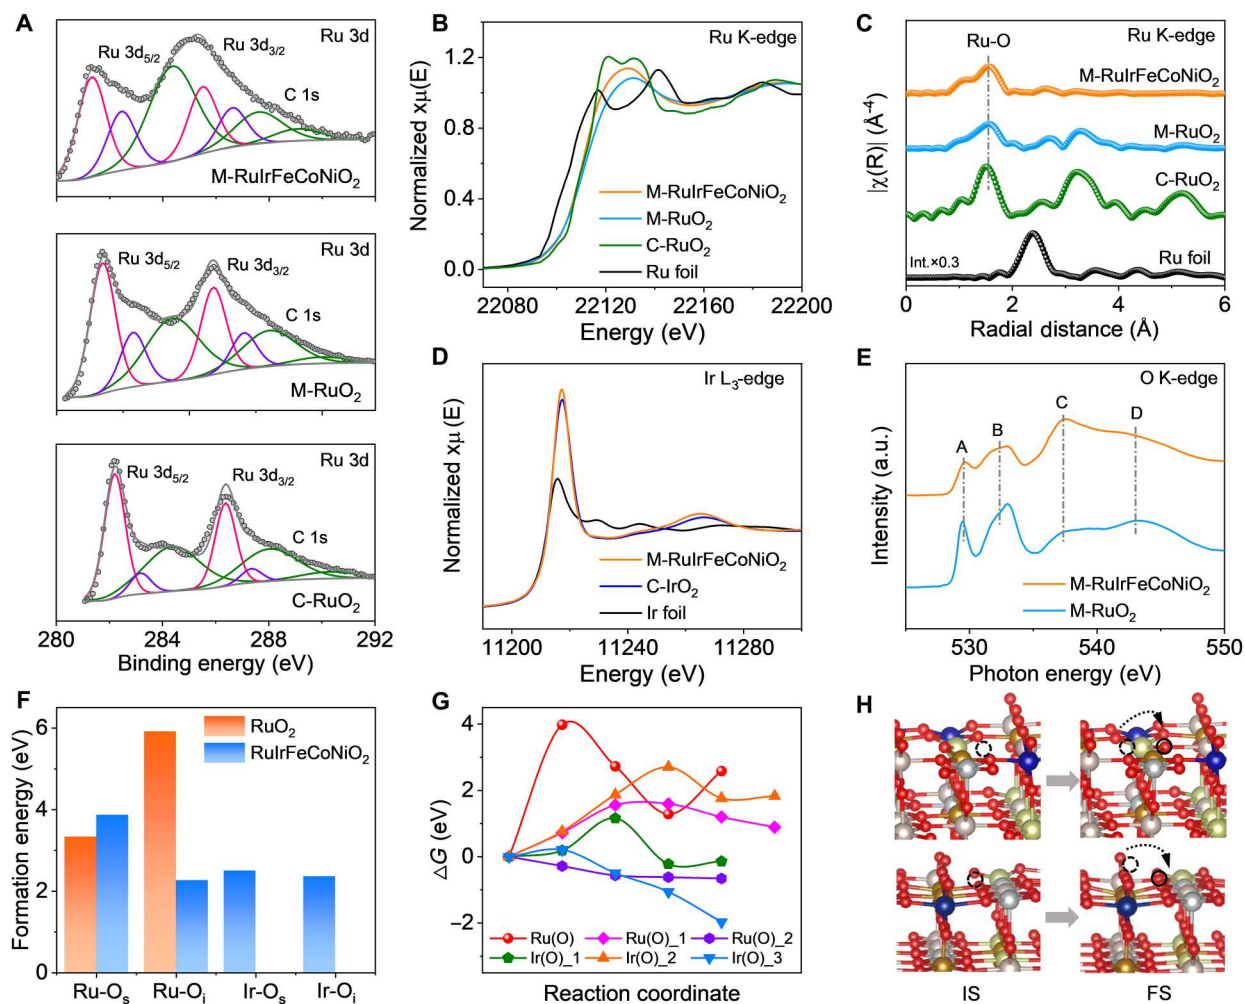 A
Ru 3d
Ru 3d5/2
Ru 3d3/2
C 1s
M-RuIrFeCoNiO2
Ru 3d
Ru 3d5/2
Ru 3d3/2
C 1s
M-RuO2
Ru 3d
Ru 3d5/2
Ru 3d3/2
C 1s
C-RuO2
280 284 288 292
Binding energy (eV)
B
Ru K-edge
Normalized xμ(E)
1.2
0.8
0.4
0.0
M-RuIrFeCoNiO2
M-RuO2
C-RuO2
Ru foil
22080 22120 22160 22200
Energy (eV)
C
Ru K-edge
Ru-O
|χ(R)| (Å-4)
M-RuIrFeCoNiO2
M-RuO2
C-RuO2
Int.×0.3
Ru foil
0 2 4 6
Radial distance (Å)
D
Ir L3-edge
Normalized xμ (E)
M-RuIrFeCoNiO2
C-IrO2
Ir foil
11200 11240 11280
Energy (eV)
E
O K-edge
Intensity (a.u.)
A B C D
M-RuIrFeCoNiO2
M-RuO2
530 540 550
Photon energy (eV)
F
Formation energy (eV)
6
4
2
0
RuO2
RuIrFeCoNiO2
Ru-Os Ru-Oi Ir-Os Ir-Oi
G
ΔG (eV)
4
2
0
−2
Ru(O) Ru(O)_1 Ru(O)_2
Ir(O)_1 Ir(O)_2 Ir(O)_3
Reaction coordinate
H
IS FS